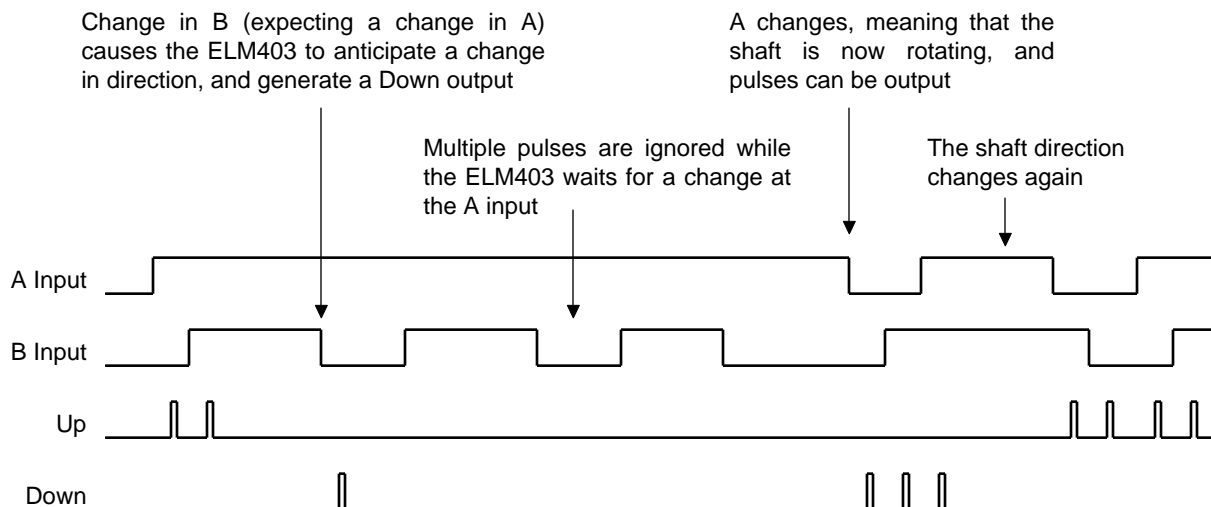 Change in B (expecting a change in A)
causes the ELM403 to anticipate a change
in direction, and generate a Down output
A changes, meaning that the
shaft is now rotating, and
pulses can be output
Multiple pulses are ignored while
the ELM403 waits for a change at
the A input
The shaft direction
changes again
A Input
B Input
Up
Down